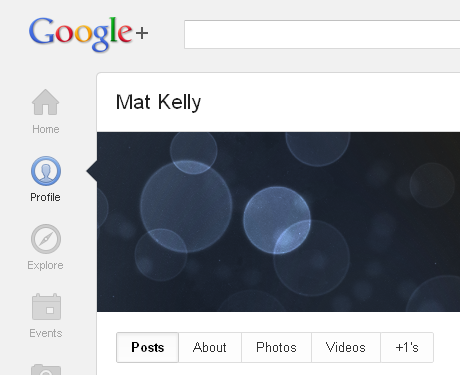 Google+
Mat Kelly
Home
Profile
Explore
Events
Posts About Photos Videos +1's